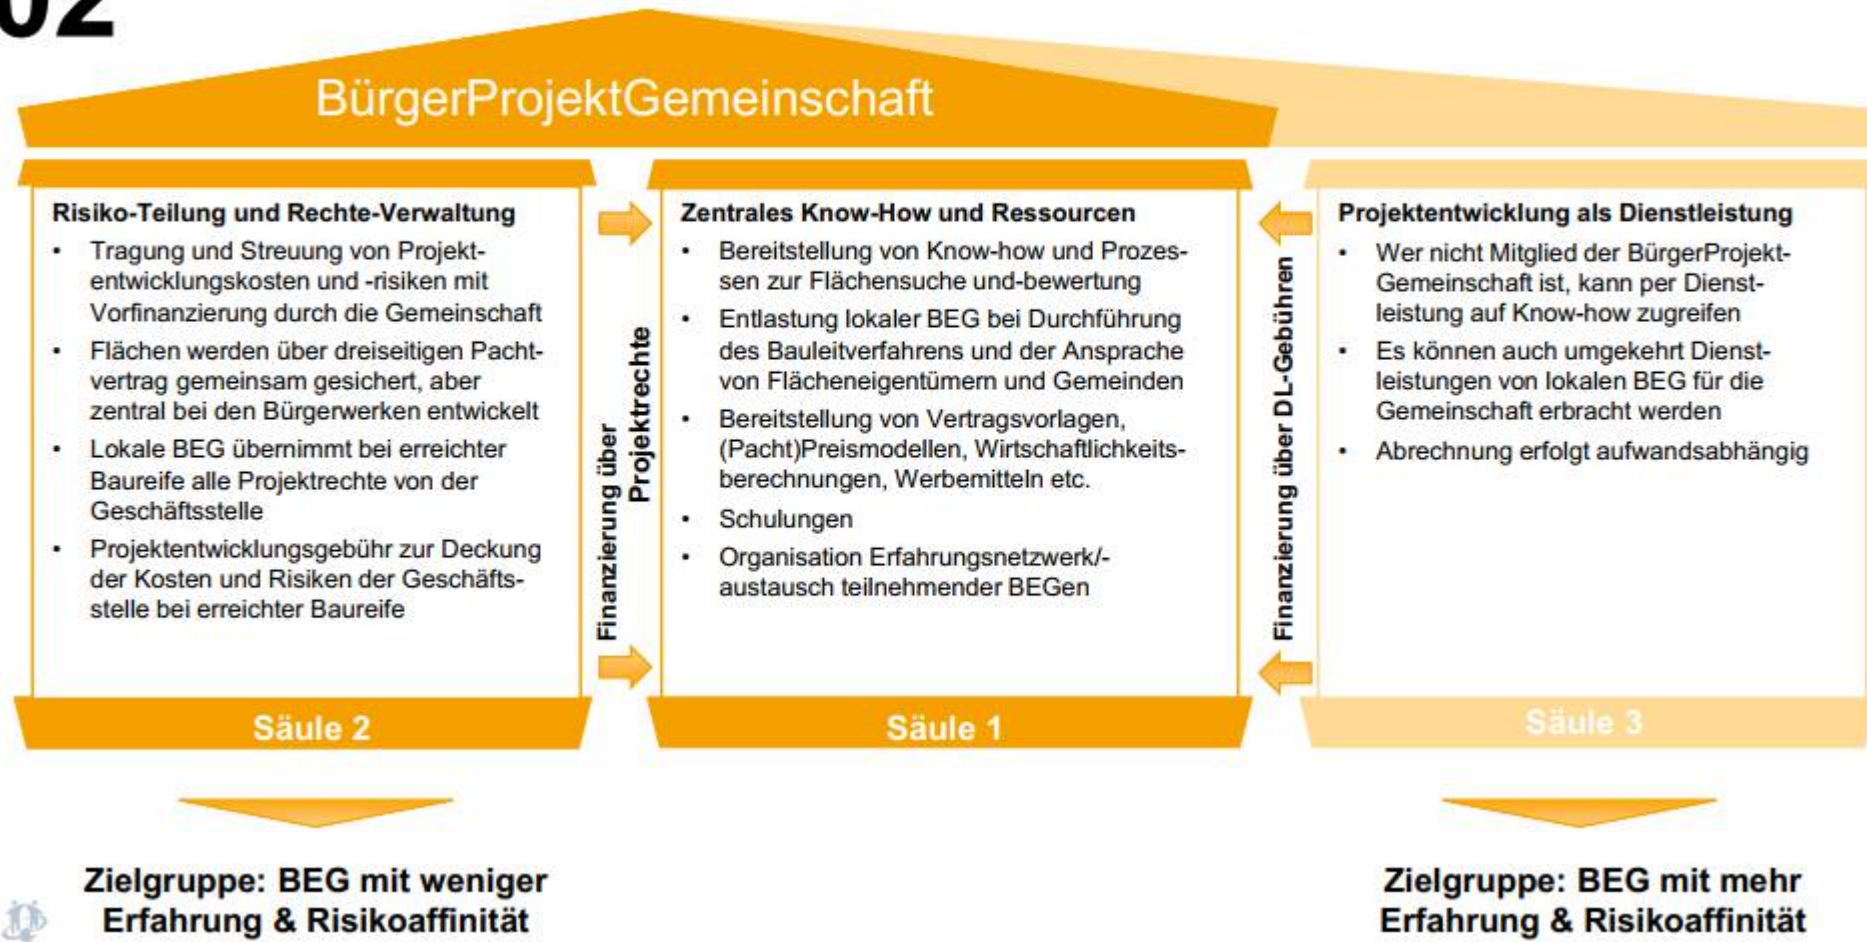 02
BürgerProjektGemeinschaft
Risiko-Teilung und Rechte-Verwaltung
• Tragung und Streuung von Projekt-
entwicklungskosten und -risiken mit
Vorfinanzierung durch die Gemeinschaft
• Flächen werden über dreiseitigen Pacht-
vertrag gemeinsam gesichert, aber
zentral bei den Bürgerwerken entwickelt
• Lokale BEG übernimmt bei erreichter
Baureife alle Projektrechte von der
Geschäftsstelle
• Projektentwicklungsgebühr zur Deckung
der Kosten und Risiken der Geschäfts-
stelle bei erreichter Baureife
Säule 2
Finanzierung über
Projektrechte
Zentrales Know-How und Ressourcen
• Bereitstellung von Know-how und Prozes-
sen zur Flächensuche und-bewertung
• Entlastung lokaler BEG bei Durchführung
des Bauleitverfahrens und der Ansprache
von Flächeneigentümern und Gemeinden
• Bereitstellung von Vertragsvorlagen,
(Pacht)Preismodellen, Wirtschaftlichkeits-
berechnungen, Werbemitteln etc.
• Schulungen
• Organisation Erfahrungsnetzwerk/-
austausch teilnehmender BEGen
Säule 1
Finanzierung über DL-Gebühren
Projektentwicklung als Dienstleistung
• Wer nicht Mitglied der BürgerProjekt-
Gemeinschaft ist, kann per Dienst-
leistung auf Know-how zugreifen
• Es können auch umgekehrt Dienst-
leistungen von lokalen BEG für die
Gemeinschaft erbracht werden
• Abrechnung erfolgt aufwandsabhängig
Säule 3
Zielgruppe: BEG mit weniger
Erfahrung & Risikoaffinität
Zielgruppe: BEG mit mehr
Erfahrung & Risikoaffinität